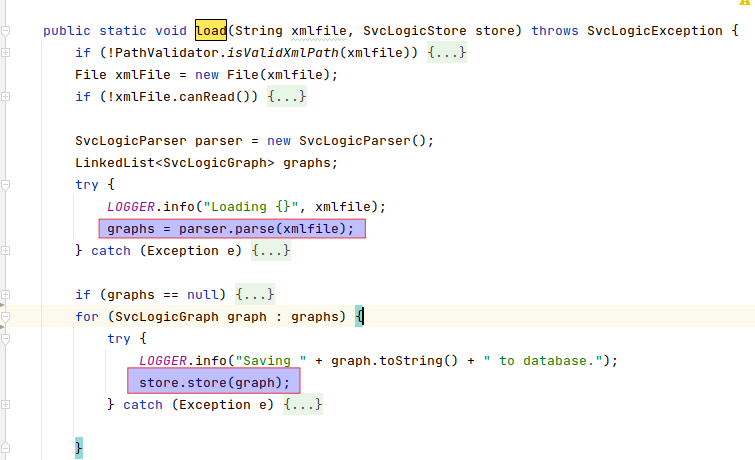 public static void load(String xmlfile, SvcLogicStore store) throws SvcLogicException {
if (!PathValidator.isValidXmlPath(xmlfile)) {...}
File xmlFile = new File(xmlfile);
if (!xmlFile.canRead()) {...}
SvcLogicParser parser = new SvcLogicParser();
LinkedList<SvcLogicGraph> graphs;
try {
LOGGER.info("Loading {}", xmlfile);
graphs = parser.parse(xmlfile);
} catch (Exception e) {...}
if (graphs == null) {...}
for (SvcLogicGraph graph : graphs) {
try {
LOGGER.info("Saving " + graph.toString() + " to database.");
store.store(graph);
} catch (Exception e) {...}
}